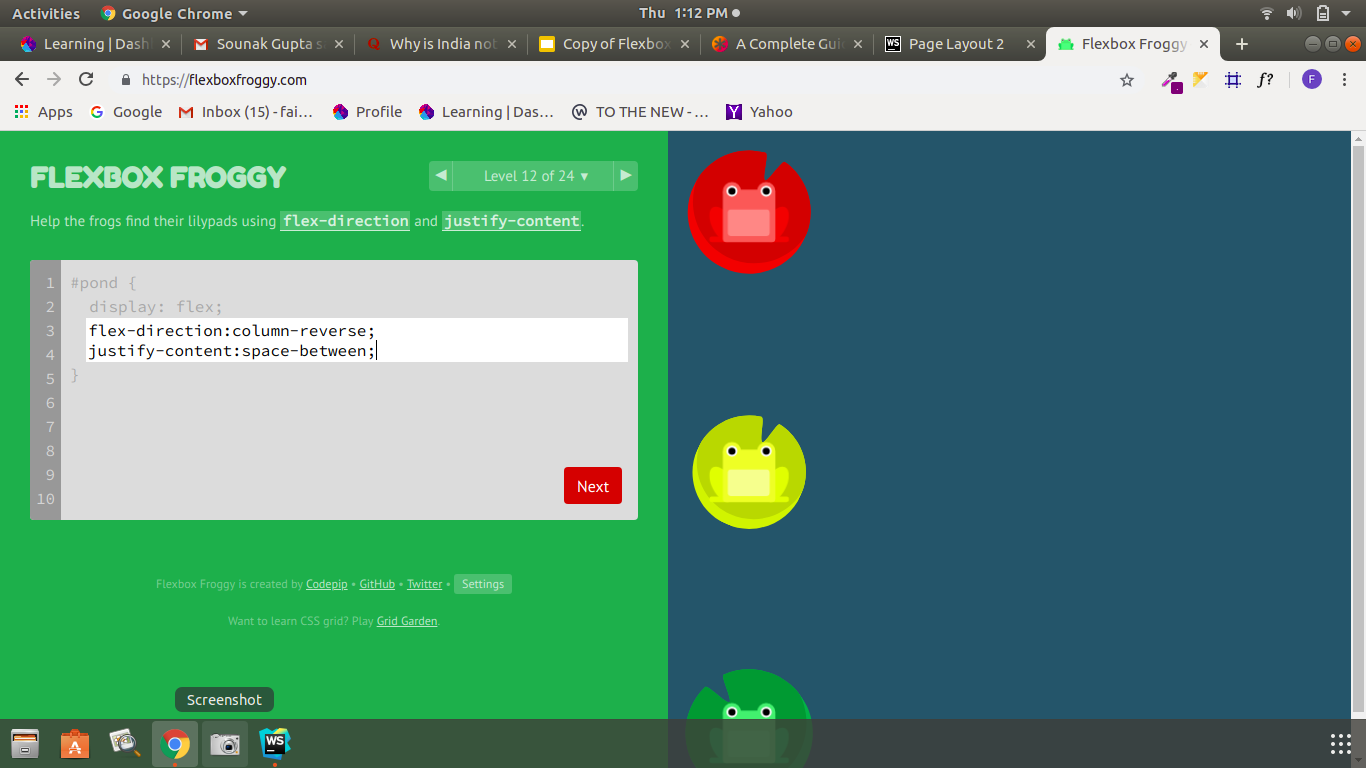 Activities Google Chrome Thu 1:12 PM
Learning | Dash Sounak Gupta s Why is India not Copy of Flexbox A Complete Gui Page Layout 2 Flexbox Froggy
https://flexboxfroggy.com f? F
Apps Google Inbox (15) - fai... Profile Learning | Das... TO THE NEW - ... Yahoo
FLEXBOX FROGGY
Level 12 of 24
Help the frogs find their lilypads using flex-direction and justify-content.
1 #pond {
2 display: flex;
3 flex-direction:column-reverse;
4 justify-content:space-between;
5 }
6
7
8
9
10
Next
Flexbox Froggy is created by Codepip • GitHub • Twitter • Settings
Want to learn CSS grid? Play Grid Garden.
Screenshot
WS